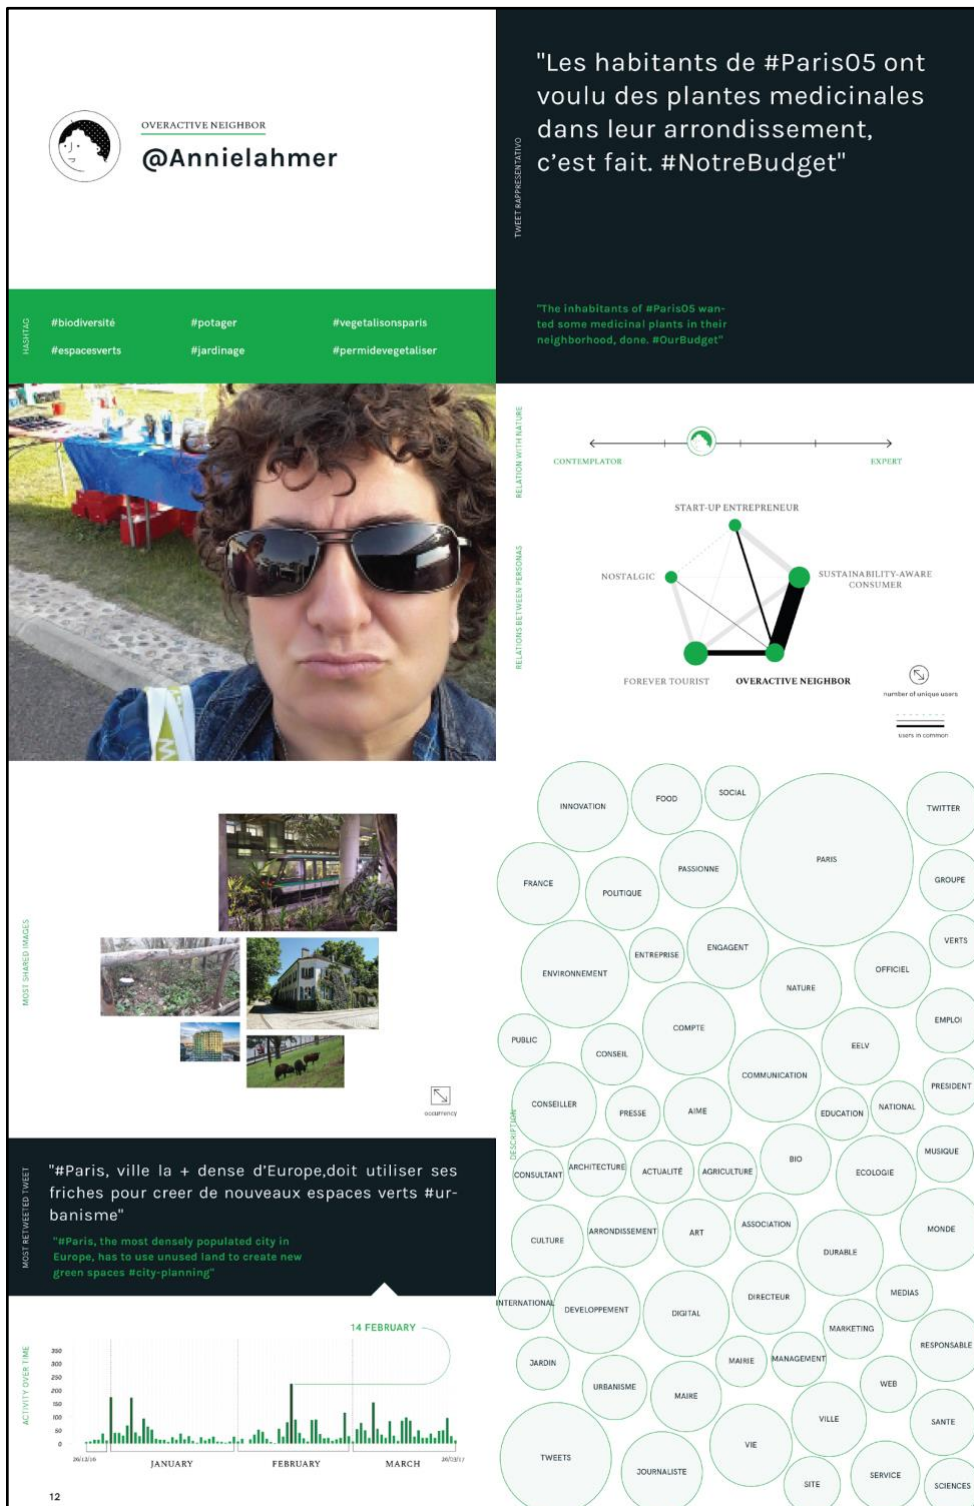 OVERACTIVE NEIGHBOR
@Annielahmer
HASHTAG
#biodiversité #potager #vegetalisonsparis
#espacesverts #jardinage #permidevegetaliser
TWEET RAPPRESENTATIVO
"Les habitants de #Paris05 ont
voulu des plantes medicinales
dans leur arrondissement,
c'est fait. #NotreBudget"
"The inhabitants of #Paris05 wan-
ted some medicinal plants in their
neighborhood, done. #OurBudget"
RELATION WITH NATURE
CONTEMPLATOR EXPERT
RELATIONS BETWEEN PERSONAS
START-UP ENTREPRENEUR
NOSTALGIC
SUSTAINABILITY-AWARE
CONSUMER
FOREVER TOURIST OVERACTIVE NEIGHBOR
number of unique users
users in common
MOST SHARED IMAGES
occurrency
MOST RETWEETED TWEET
"#Paris, ville la + dense d'Europe,doit utiliser ses
friches pour creer de nouveaux espaces verts #ur-
banisme"
"#Paris, the most densely populated city in
Europe, has to use unused land to create new
green spaces #city-planning"
ACTIVITY OVER TIME
14 FEBRUARY
350
300
250
200
150
100
50
0
26/12/16 JANUARY FEBRUARY MARCH 26/03/17
12
DESCRIPTION
INNOVATION
FOOD
SOCIAL
PARIS
TWITTER
FRANCE
POLITIQUE
PASSIONNE
GROUPE
ENVIRONNEMENT
ENTREPRISE
ENGAGENT
NATURE
OFFICIEL
VERTS
PUBLIC
CONSEIL
COMPTE
COMMUNICATION
EELV
EMPLOI
CONSEILLER
PRESSE
AIME
EDUCATION
NATIONAL
PRESIDENT
CONSULTANT
ARCHITECTURE
ACTUALITÉ
AGRICULTURE
BIO
ECOLOGIE
MUSIQUE
CULTURE
ARRONDISSEMENT
ART
ASSOCIATION
DURABLE
MONDE
INTERNATIONAL
DEVELOPPEMENT
DIGITAL
DIRECTEUR
MARKETING
MEDIAS
RESPONSABLE
JARDIN
URBANISME
MAIRE
MAIRIE
MANAGEMENT
WEB
VILLE
SANTE
TWEETS
JOURNALISTE
VIE
SITE
SERVICE
SCIENCES